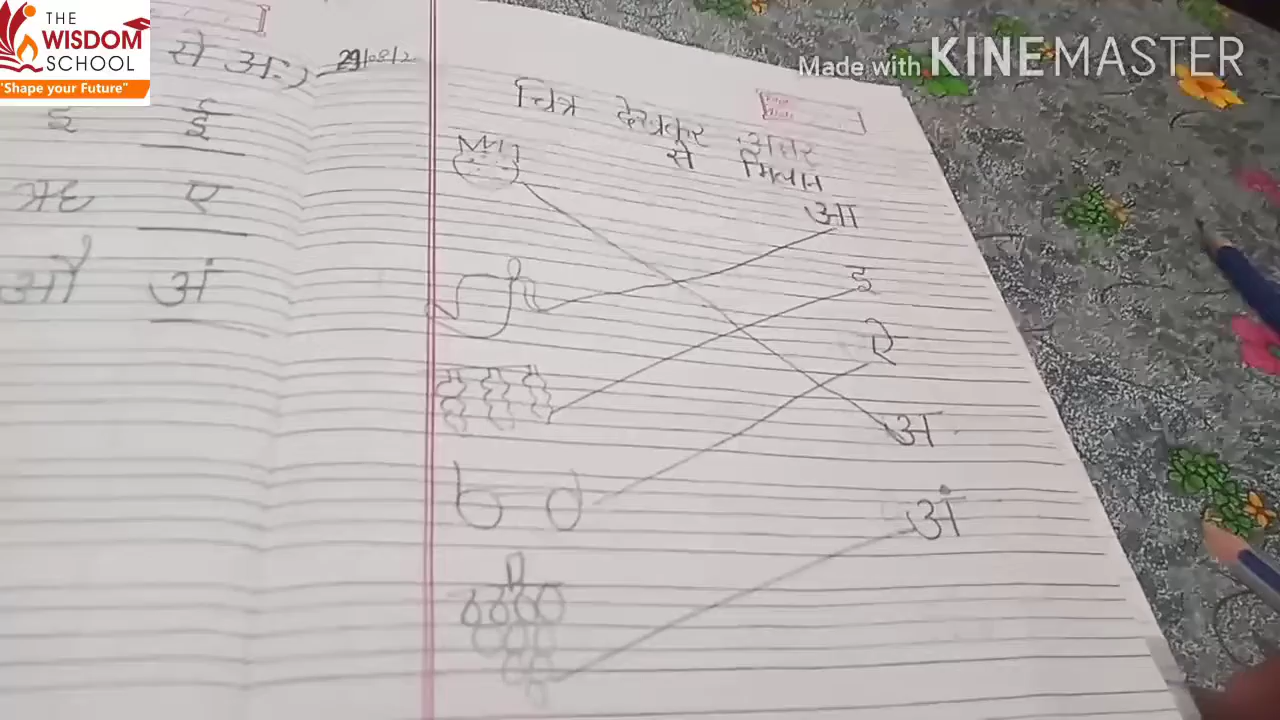 THE
WISDOM
SCHOOL
"Shape your Future"
Made with KINEMASTER
से अः)
इ ई
ऋ ए
औ अं
चित्र देखकर अक्षर
से मिलान
आ
इ
ऐ
अ
अं